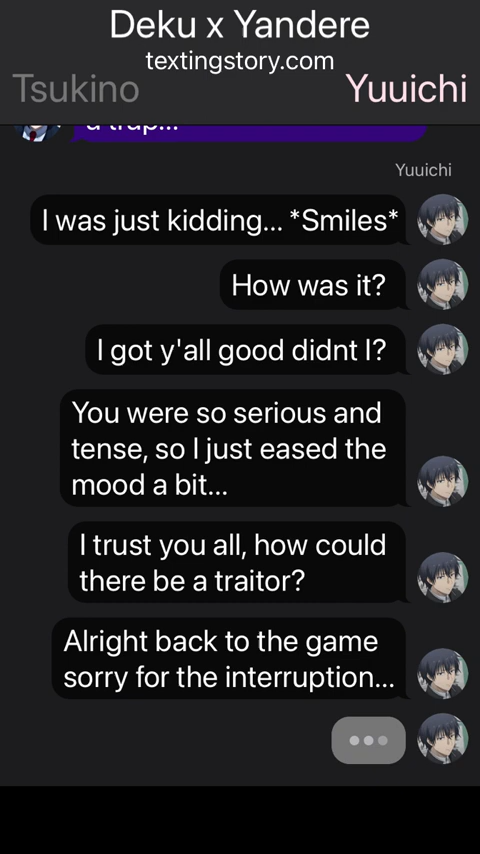 Deku x Yandere
textingstory.com
Tsukino
Yuuichi
a trap...
Yuuichi
I was just kidding... *Smiles*
How was it?
I got y'all good didnt I?
You were so serious and
tense, so I just eased the
mood a bit...
I trust you all, how could
there be a traitor?
Alright back to the game
sorry for the interruption...